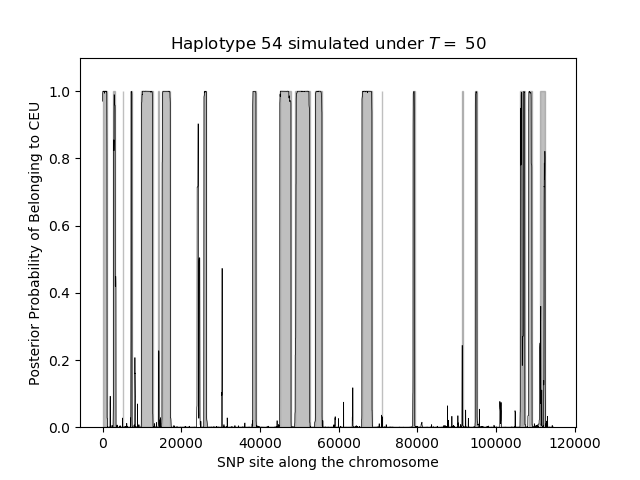 Haplotype 54 simulated under T = 50
Posterior Probability of Belonging to CEU
1.0
0.8
0.6
0.4
0.2
0.0
0 20000 40000 60000 80000 100000 120000
SNP site along the chromosome